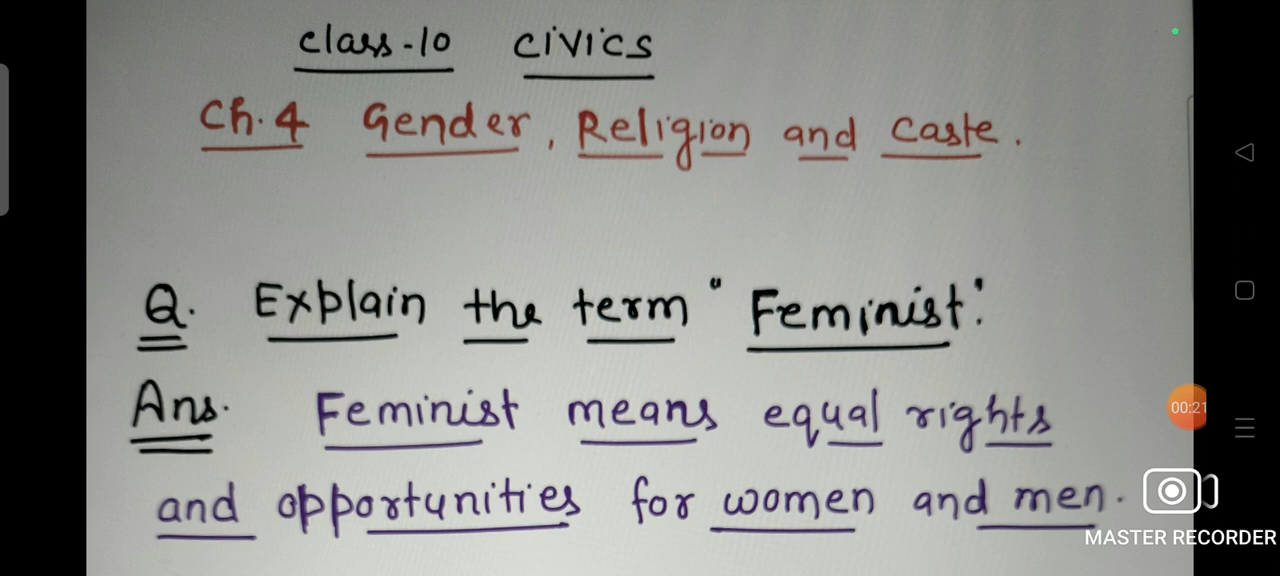 class-10 CIVICS
Ch.4 Gender, Religion and Caste.
Q. Explain the term "Feminist".
Ans. Feminist means equal rights
00:21
and opportunities for women and men.
MASTER RECORDER